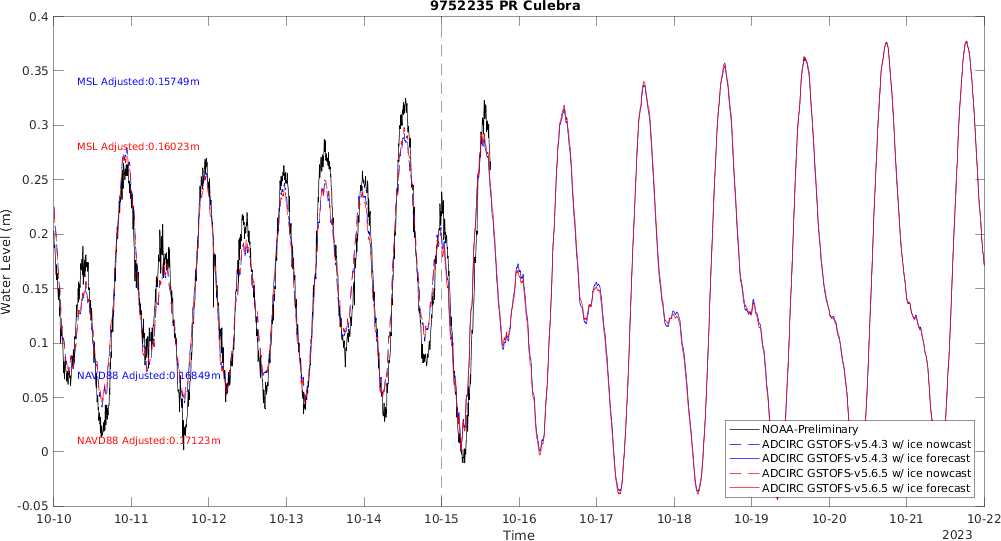 9752235 PR Culebra
0.4
0.35
0.3
0.25
0.2
0.15
0.1
0.05
0
-0.05
Water Level (m)
MSL Adjusted:0.15749m
MSL Adjusted:0.16023m
NAVD88 Adjusted:0.16849m
NAVD88 Adjusted:0.17123m
NOAA-Preliminary
ADCIRC GSTOFS-v5.4.3 w/ ice nowcast
ADCIRC GSTOFS-v5.4.3 w/ ice forecast
ADCIRC GSTOFS-v5.6.5 w/ ice nowcast
ADCIRC GSTOFS-v5.6.5 w/ ice forecast
10-10 10-11 10-12 10-13 10-14 10-15 10-16 10-17 10-18 10-19 10-20 10-21 10-22
Time
2023